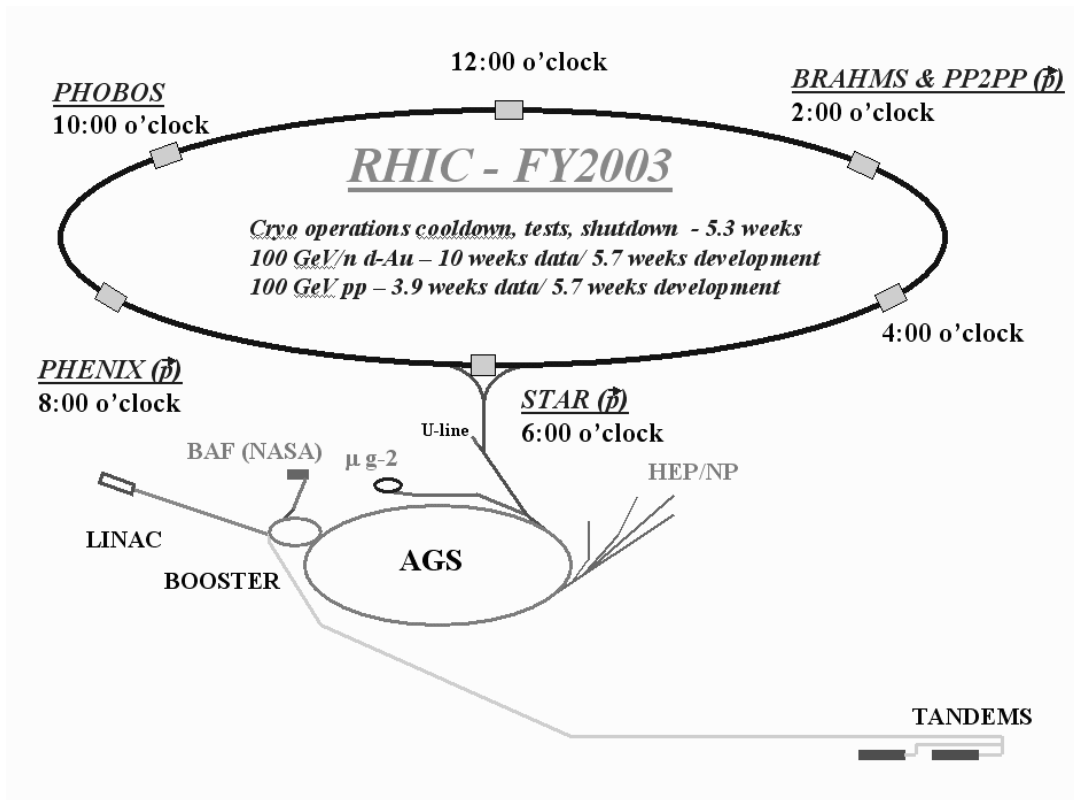 12:00 o’clock
PHOBOS
10:00 o’clock
BRAHMS & PP2PP (p⃗)
2:00 o’clock
RHIC - FY2003
Cryo operations cooldown, tests, shutdown - 5.3 weeks
100 GeV/n d-Au – 10 weeks data/ 5.7 weeks development
100 GeV pp – 3.9 weeks data/ 5.7 weeks development
4:00 o’clock
PHENIX (p⃗)
8:00 o’clock
STAR (p⃗)
6:00 o’clock
U-line
BAF (NASA)
μ g-2
HEP/NP
LINAC
BOOSTER
AGS
TANDEMS